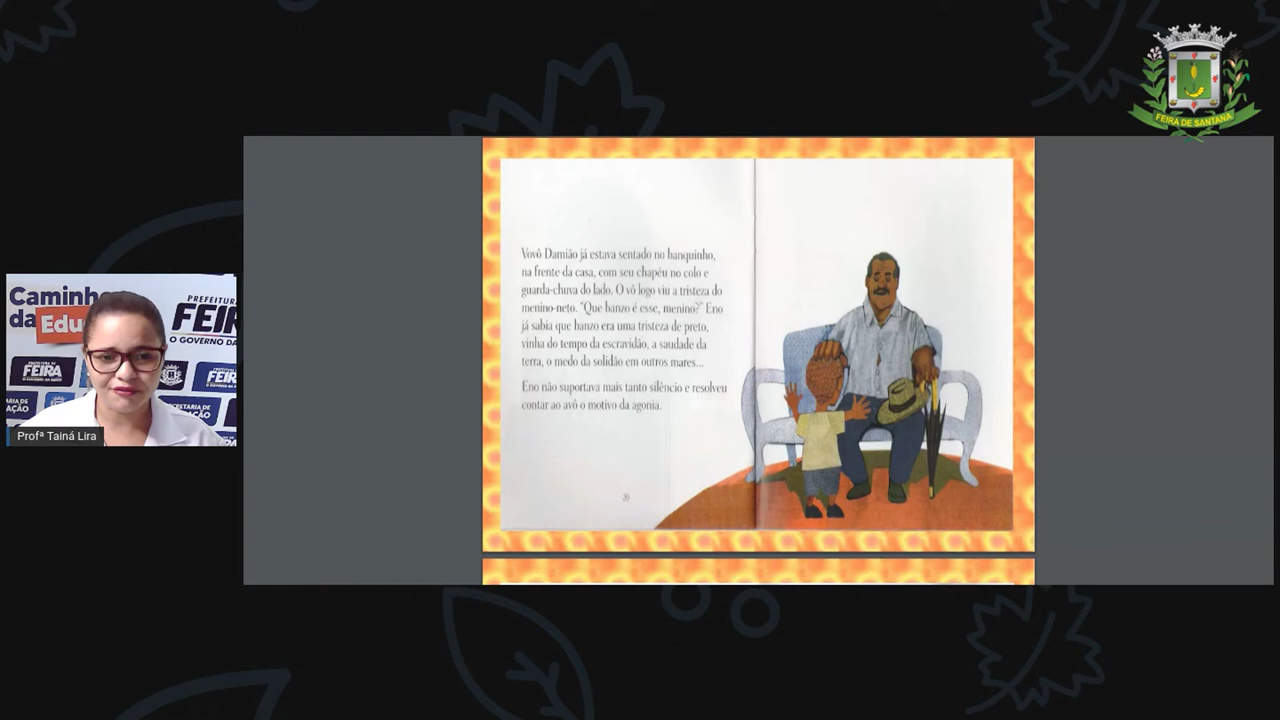 FEIRA DE SANTANA
Vovô Damião já estava sentado no banquinho,
na frente da casa, com seu chapéu no colo e
guarda-chuva do lado. O vô logo viu a tristeza do
menino-neto. “Que banzo é esse, menino?” Eno
já sabia que banzo era uma tristeza de preto,
vinha do tempo da escravidão, a saudade da
terra, o medo da solidão em outros mares...
Eno não suportava mais tanto silêncio e resolveu
contar ao avô o motivo da agonia.
20
Caminho
da Edu
PREFEITURA
FEIR
O GOVERNO DA
FEIRA
FEI
Profª Tainá Lira